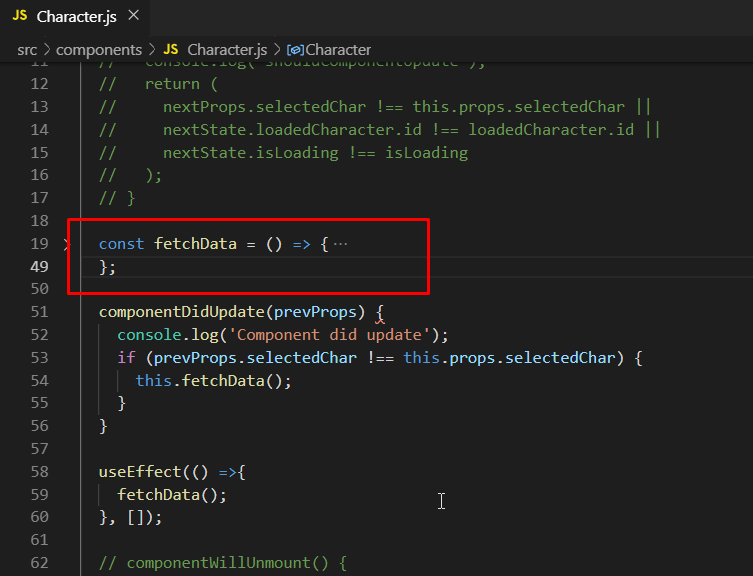 JS Character.js ×
src > components > JS Character.js > Character
11 // console.log('shouldComponentUpdate');
12 // return (
13 // nextProps.selectedChar !== this.props.selectedChar ||
14 // nextState.loadedCharacter.id !== loadedCharacter.id ||
15 // nextState.isLoading !== isLoading
16 // );
17 // }
18
19 > const fetchData = () => { ···
49 };
50
51 componentDidUpdate(prevProps) {
52 console.log('Component did update');
53 if (prevProps.selectedChar !== this.props.selectedChar) {
54 this.fetchData();
55 }
56 }
57
58 useEffect(() =>{
59 fetchData();
60 }, []);
61
62 // componentWillUnmount() {